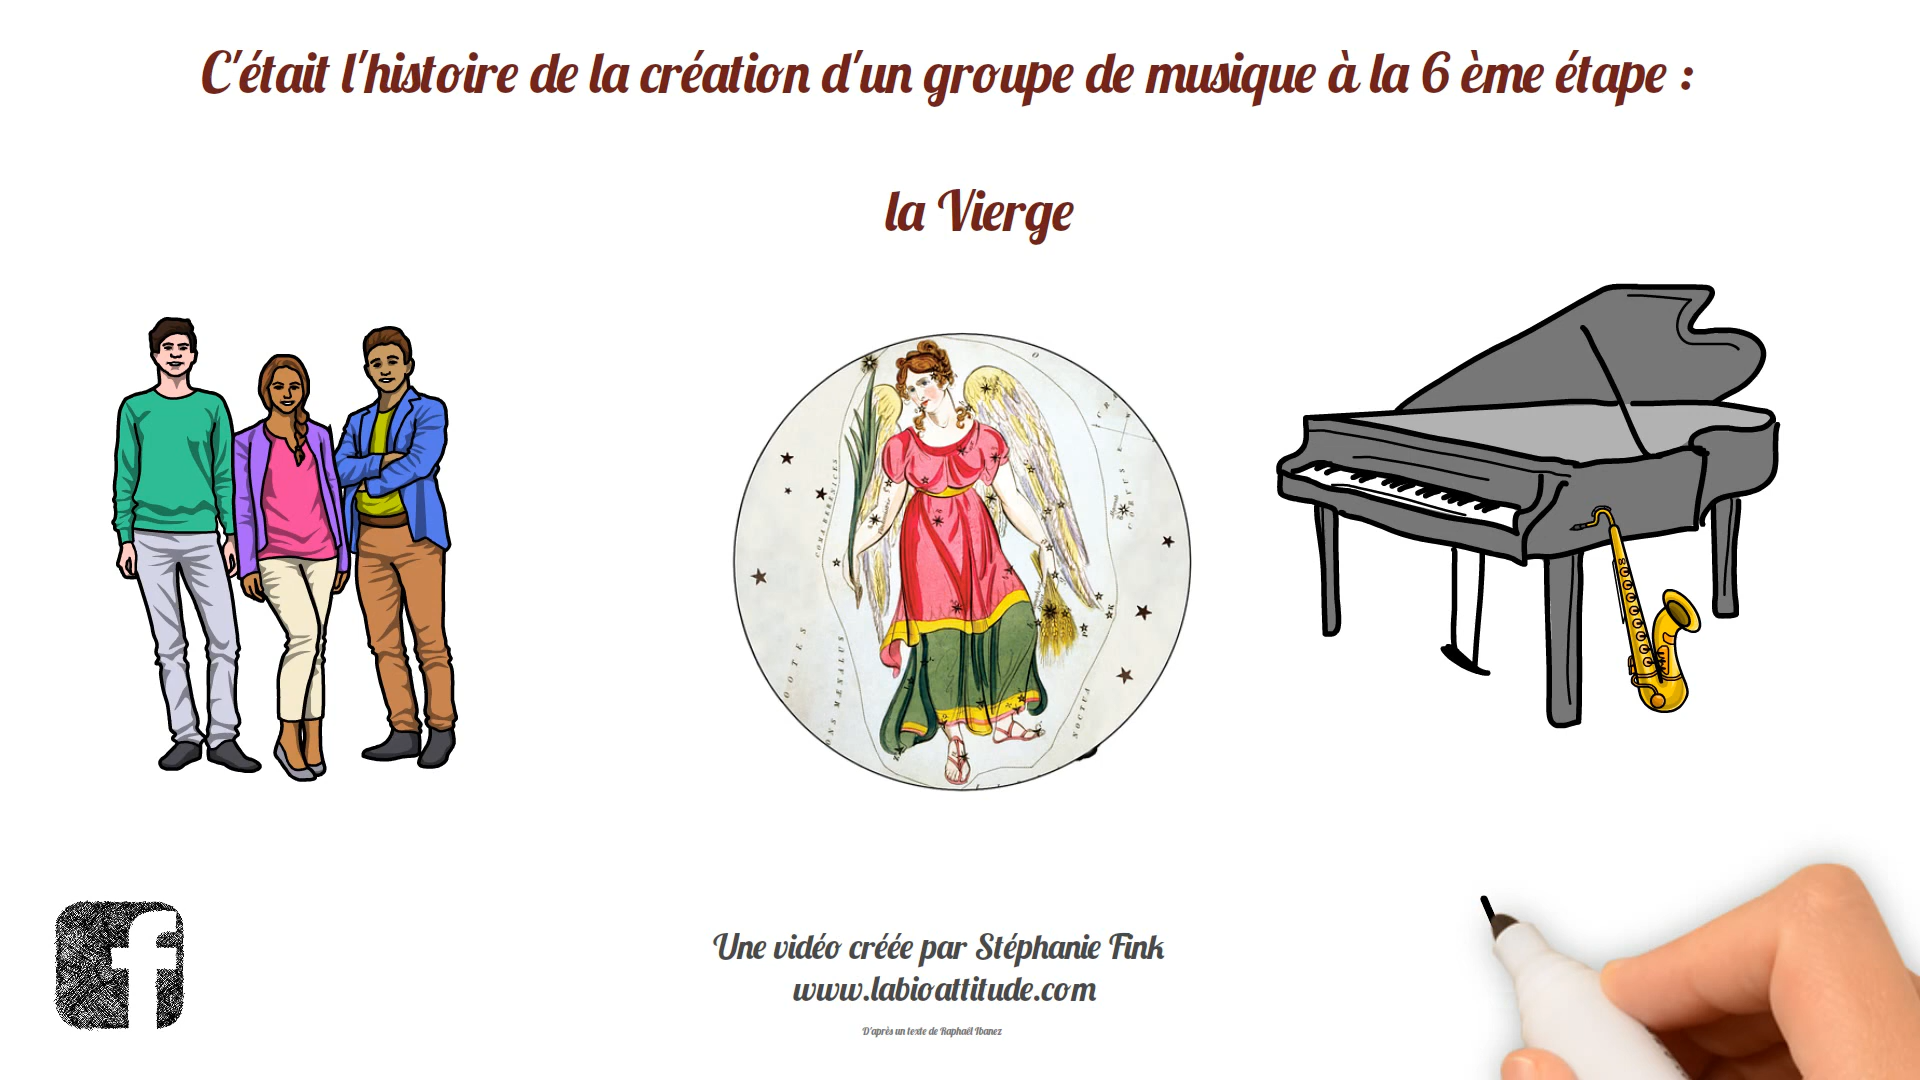 C'était l'histoire de la création d'un groupe de musique à la 6 ème étape :
la Vierge
NOCTUA
Une vidéo créée par Stéphanie Fink
www.labioattitude.com
D'après un texte de Raphaël Ibanez